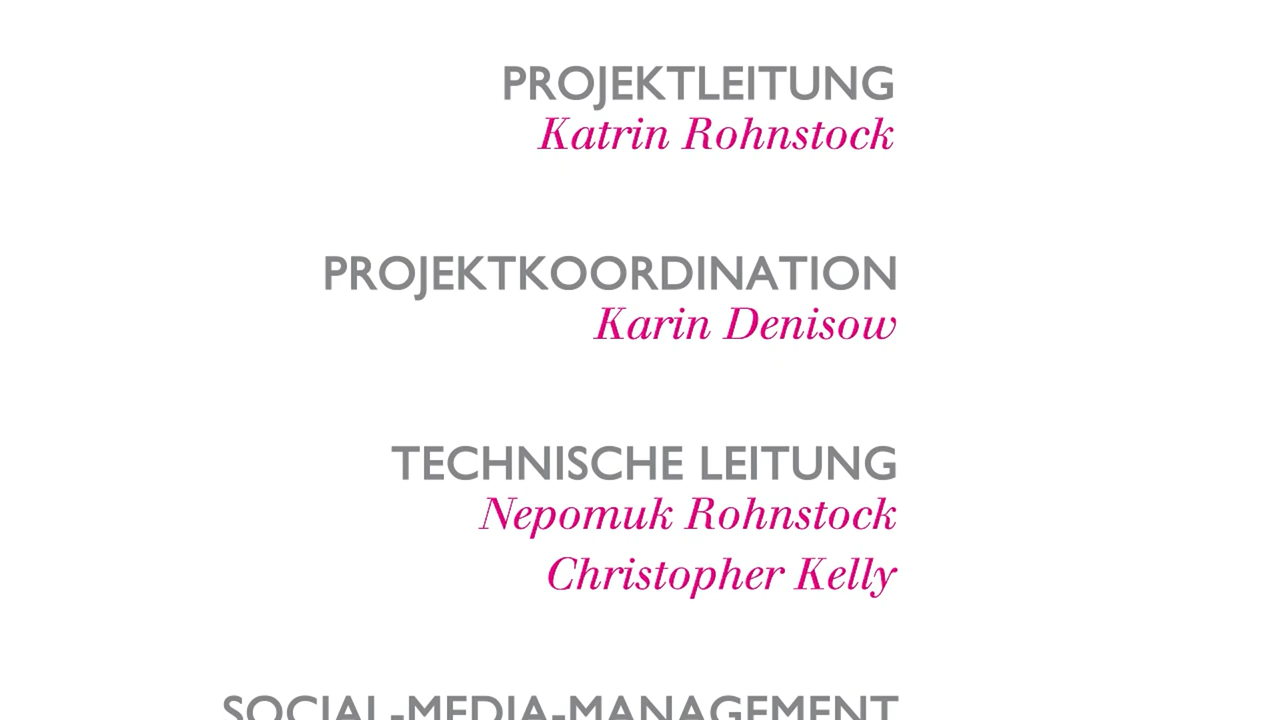 PROJEKTLEITUNG
Katrin Rohnstock
PROJEKTKOORDINATION
Karin Denisow
TECHNISCHE LEITUNG
Nepomuk Rohnstock
Christopher Kelly
SOCIAL-MEDIA-MANAGEMENT